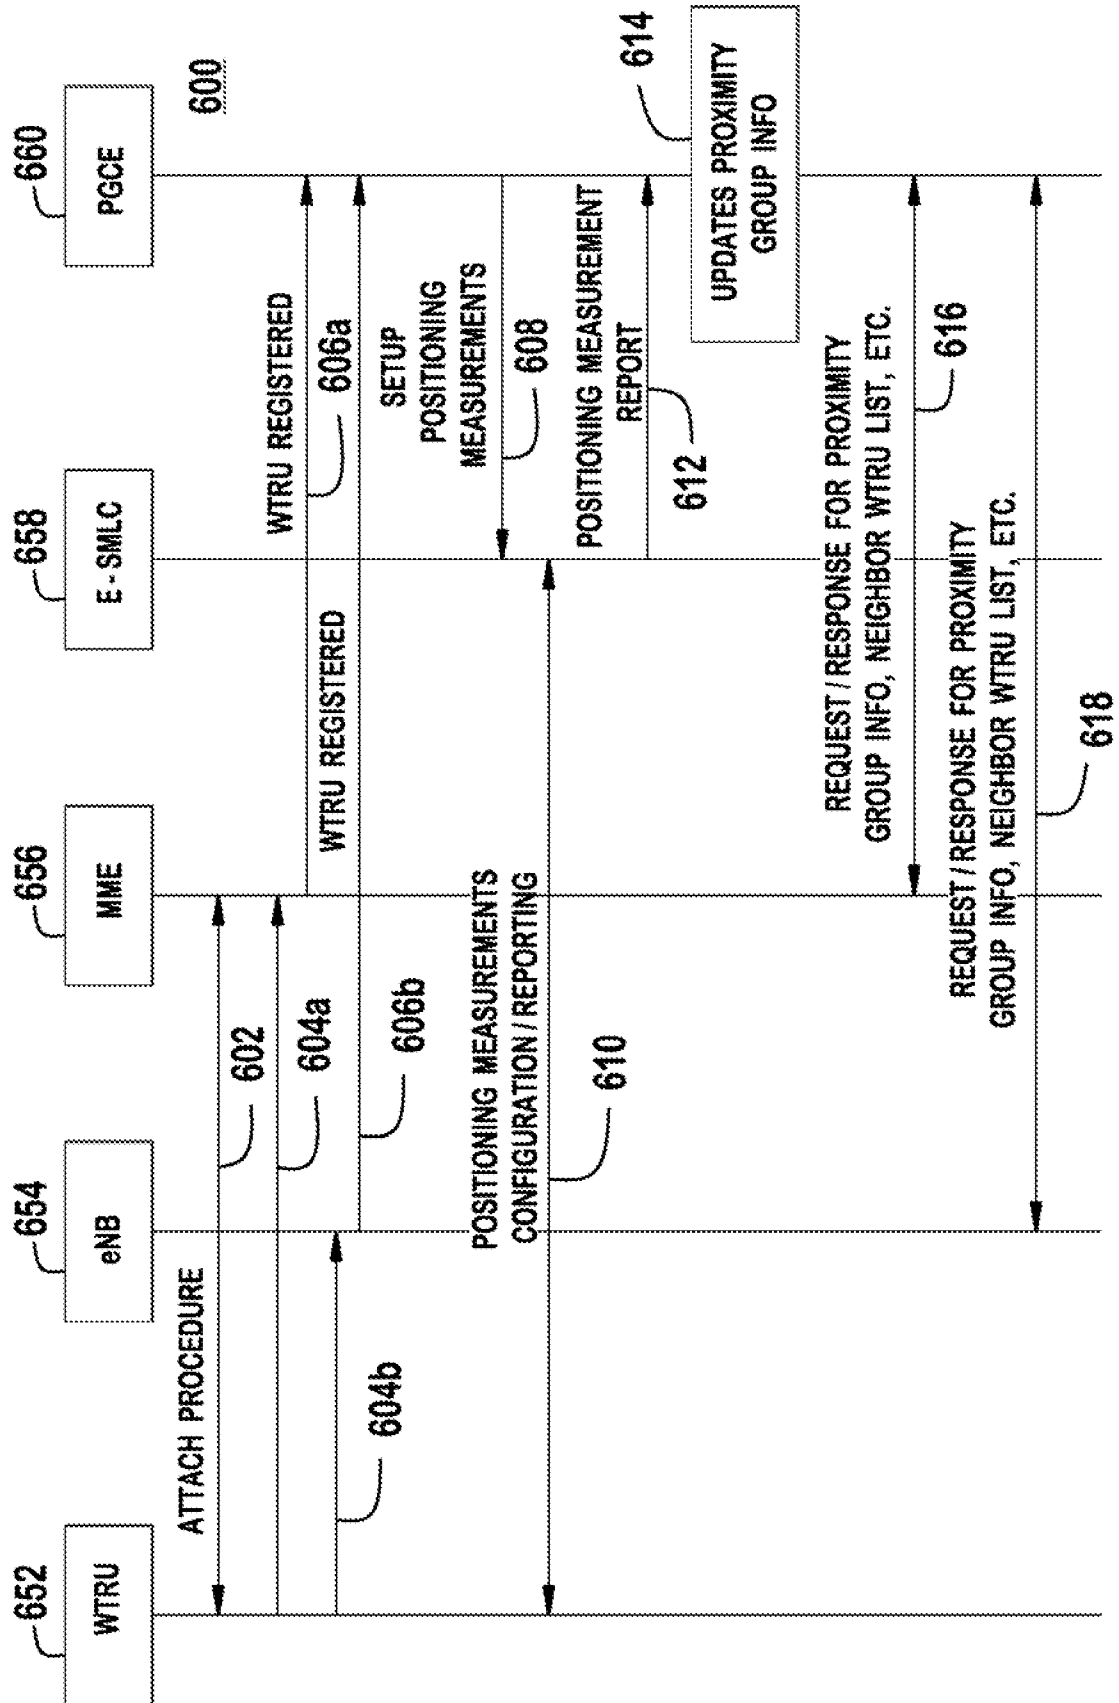 652
WTRU
654
eNB
656
MME
658
E-SMLC
660
PGCE
600
ATTACH PROCEDURE
602
604a
WTRU REGISTERED
606a
604b
WTRU REGISTERED
606b
SETUP
POSITIONING
MEASUREMENTS
608
POSITIONING MEASUREMENTS
CONFIGURATION/REPORTING
610
POSITIONING MEASUREMENT
REPORT
612
614
UPDATES PROXIMITY
GROUP INFO
REQUEST/RESPONSE FOR PROXIMITY
GROUP INFO, NEIGHBOR WTRU LIST, ETC.
616
REQUEST/RESPONSE FOR PROXIMITY
GROUP INFO, NEIGHBOR WTRU LIST, ETC.
618